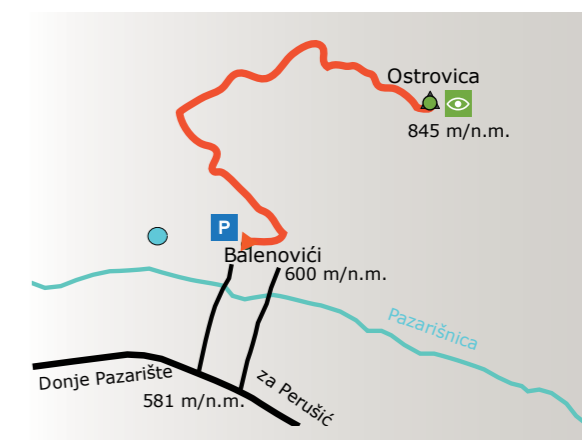 Ostrovica
845 m/n.m.
P
Balenovići
600 m/n.m.
Pazarišnica
Donje Pazarište
za Perušić
581 m/n.m.